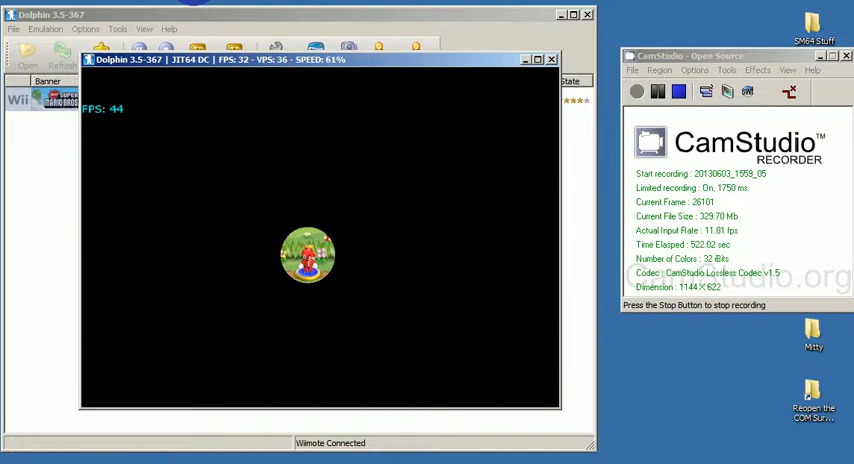 Dolphin 3.5-367
File Emulation Options Tools View Help
Open Refresh
Banner State
Wii
Dolphin 3.5-367 | JIT64 DC | FPS: 32 - VPS: 36 - SPEED: 61%
FPS: 44
Wiimote Connected
SM64 Stuff
CamStudio - Open Source
File Region Options Tools Effects View Help
CamStudio™
RECORDER
Start recording : 20130603_1559_05
Limited recording : On, 1750 ms.
Current Frame : 26101
Current File Size : 329.70 Mb
Actual Input Rate : 11.81 fps
Time Elasped : 522.02 sec
Number of Colors : 32 iBits
Codec : CamStudio Lossless Codec v1.5
Dimension : 1144 X 622
CamStudio.org
Press the Stop Button to stop recording
Mitty
Reopen the
COM Sur...